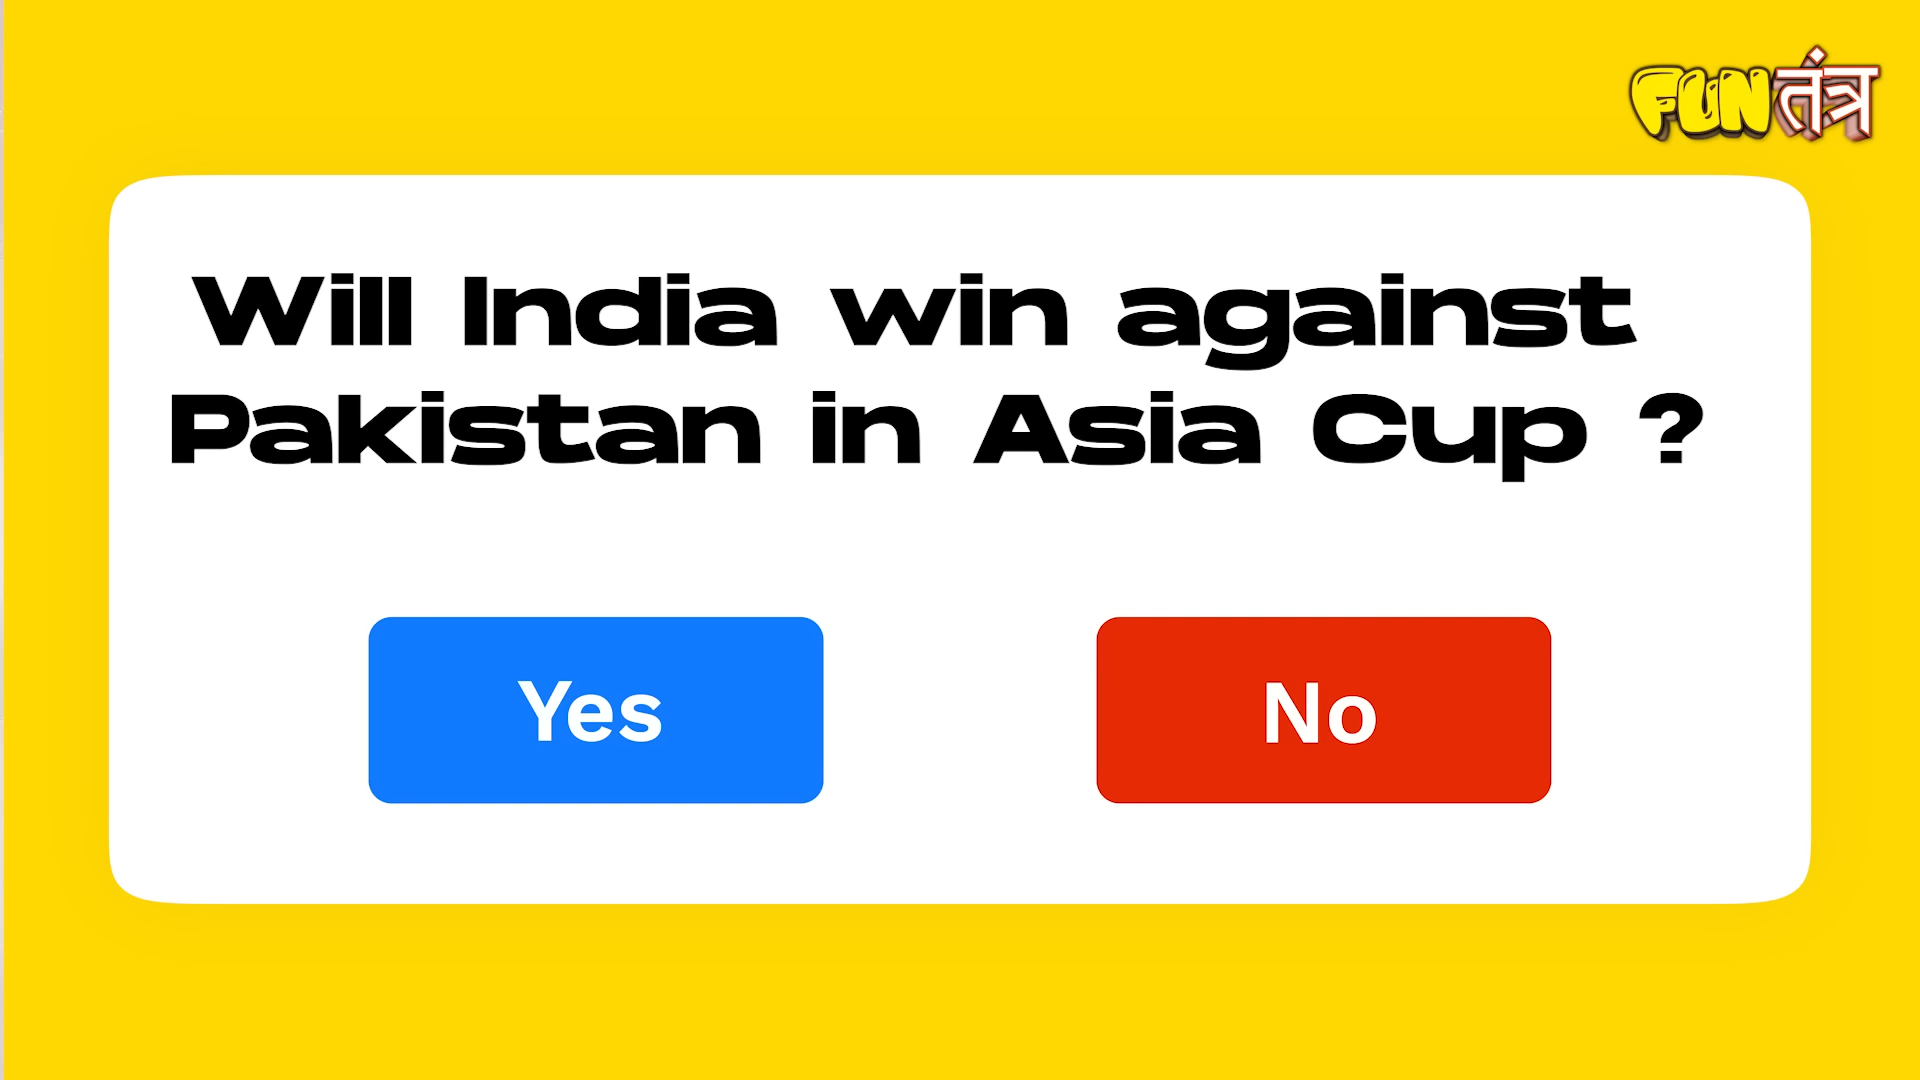 FUNतंत्र
Will India win against
Pakistan in Asia Cup ?
Yes
No